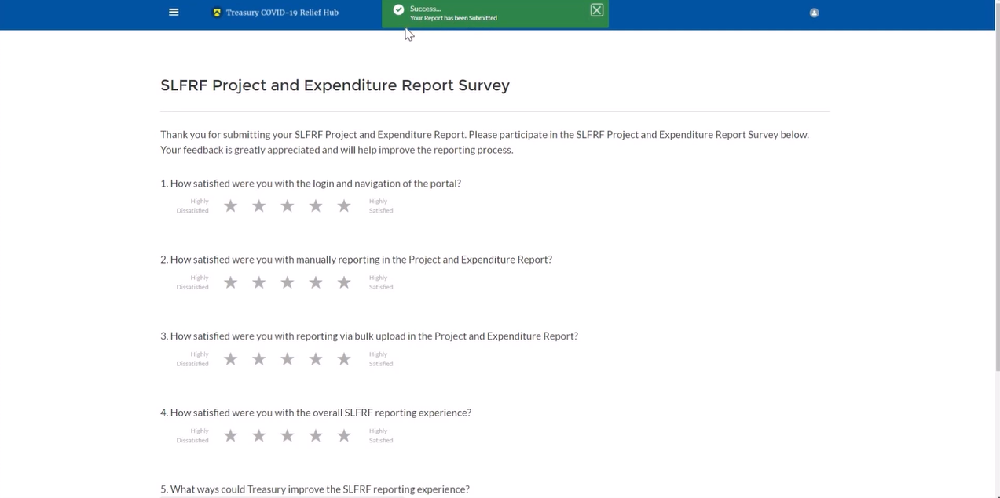 Treasury COVID-19 Relief Hub
Success...
Your Report has been Submitted
SLFRF Project and Expenditure Report Survey
Thank you for submitting your SLFRF Project and Expenditure Report. Please participate in the SLFRF Project and Expenditure Report Survey below.
Your feedback is greatly appreciated and will help improve the reporting process.
1. How satisfied were you with the login and navigation of the portal?
Highly
Dissatisfied
Highly
Satisfied
2. How satisfied were you with manually reporting in the Project and Expenditure Report?
Highly
Dissatisfied
Highly
Satisfied
3. How satisfied were you with reporting via bulk upload in the Project and Expenditure Report?
Highly
Dissatisfied
Highly
Satisfied
4. How satisfied were you with the overall SLFRF reporting experience?
Highly
Dissatisfied
Highly
Satisfied
5. What ways could Treasury improve the SLFRF reporting experience?